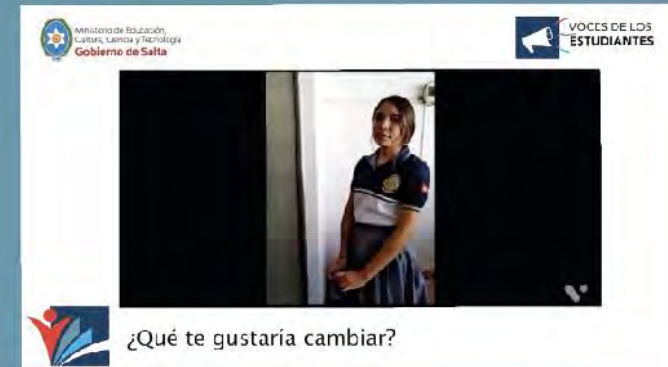 Ministerio de Educación,
Cultura, Ciencia y Tecnología
Gobierno de Salta
VOCES DE LOS
ESTUDIANTES
¿Qué te gustaría cambiar?